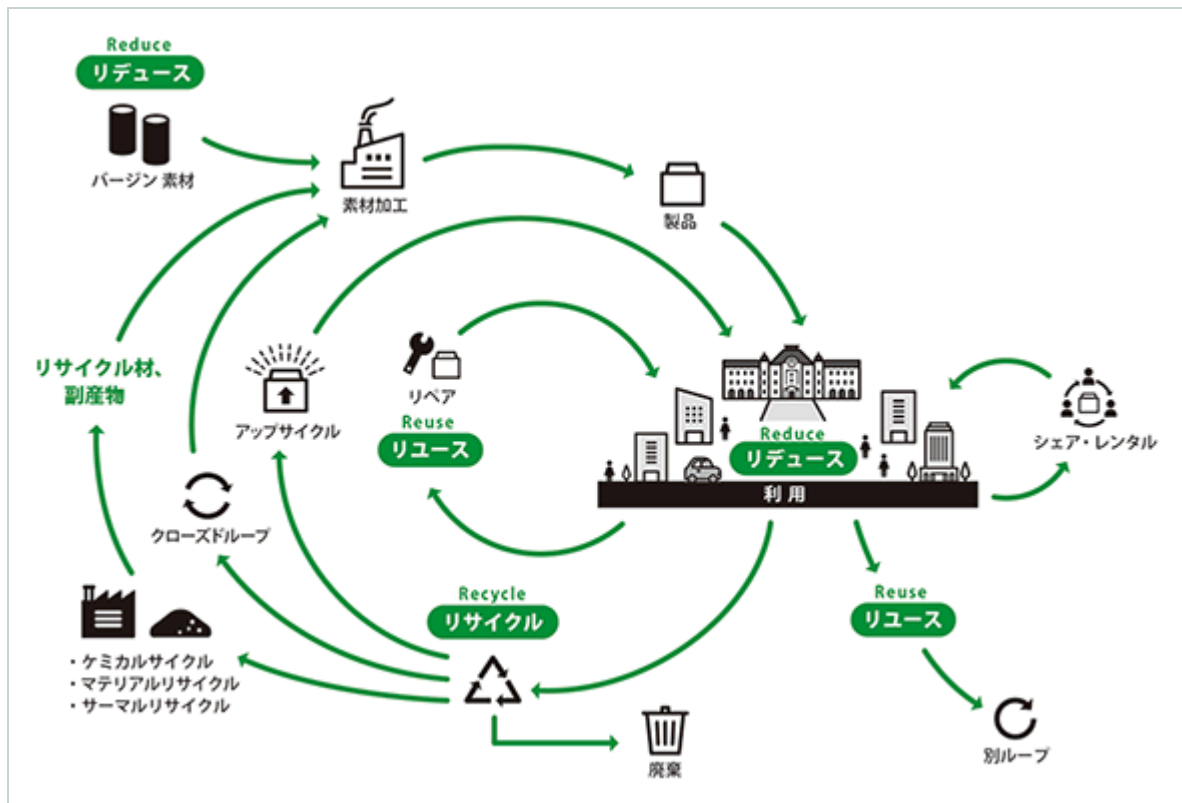 Reduce
リデュース
バージン 素材
素材加工
製品
リサイクル材、
副産物
アップサイクル
リペア
Reuse
リユース
Reduce
リデュース
利用
シェア・レンタル
クローズドループ
Recycle
リサイクル
Reuse
リユース
・ケミカルサイクル
・マテリアルリサイクル
・サーマルリサイクル
廃棄
別ループ